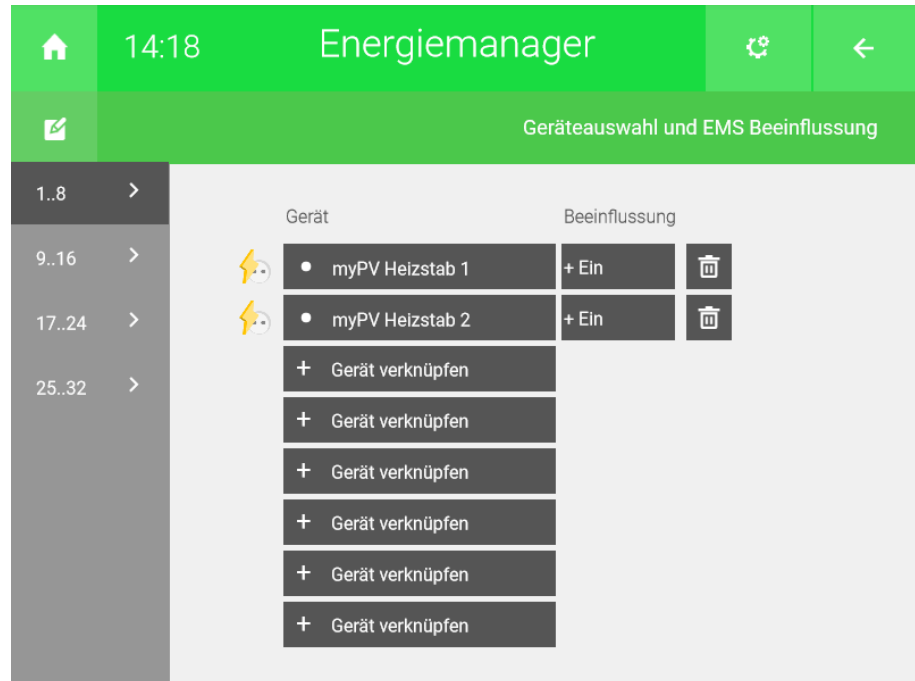 14:18 Energiemanager
Geräteauswahl und EMS Beeinflussung
1..8
9..16
17..24
25..32
Gerät Beeinflussung
myPV Heizstab 1 + Ein
myPV Heizstab 2 + Ein
+ Gerät verknüpfen
+ Gerät verknüpfen
+ Gerät verknüpfen
+ Gerät verknüpfen
+ Gerät verknüpfen
+ Gerät verknüpfen